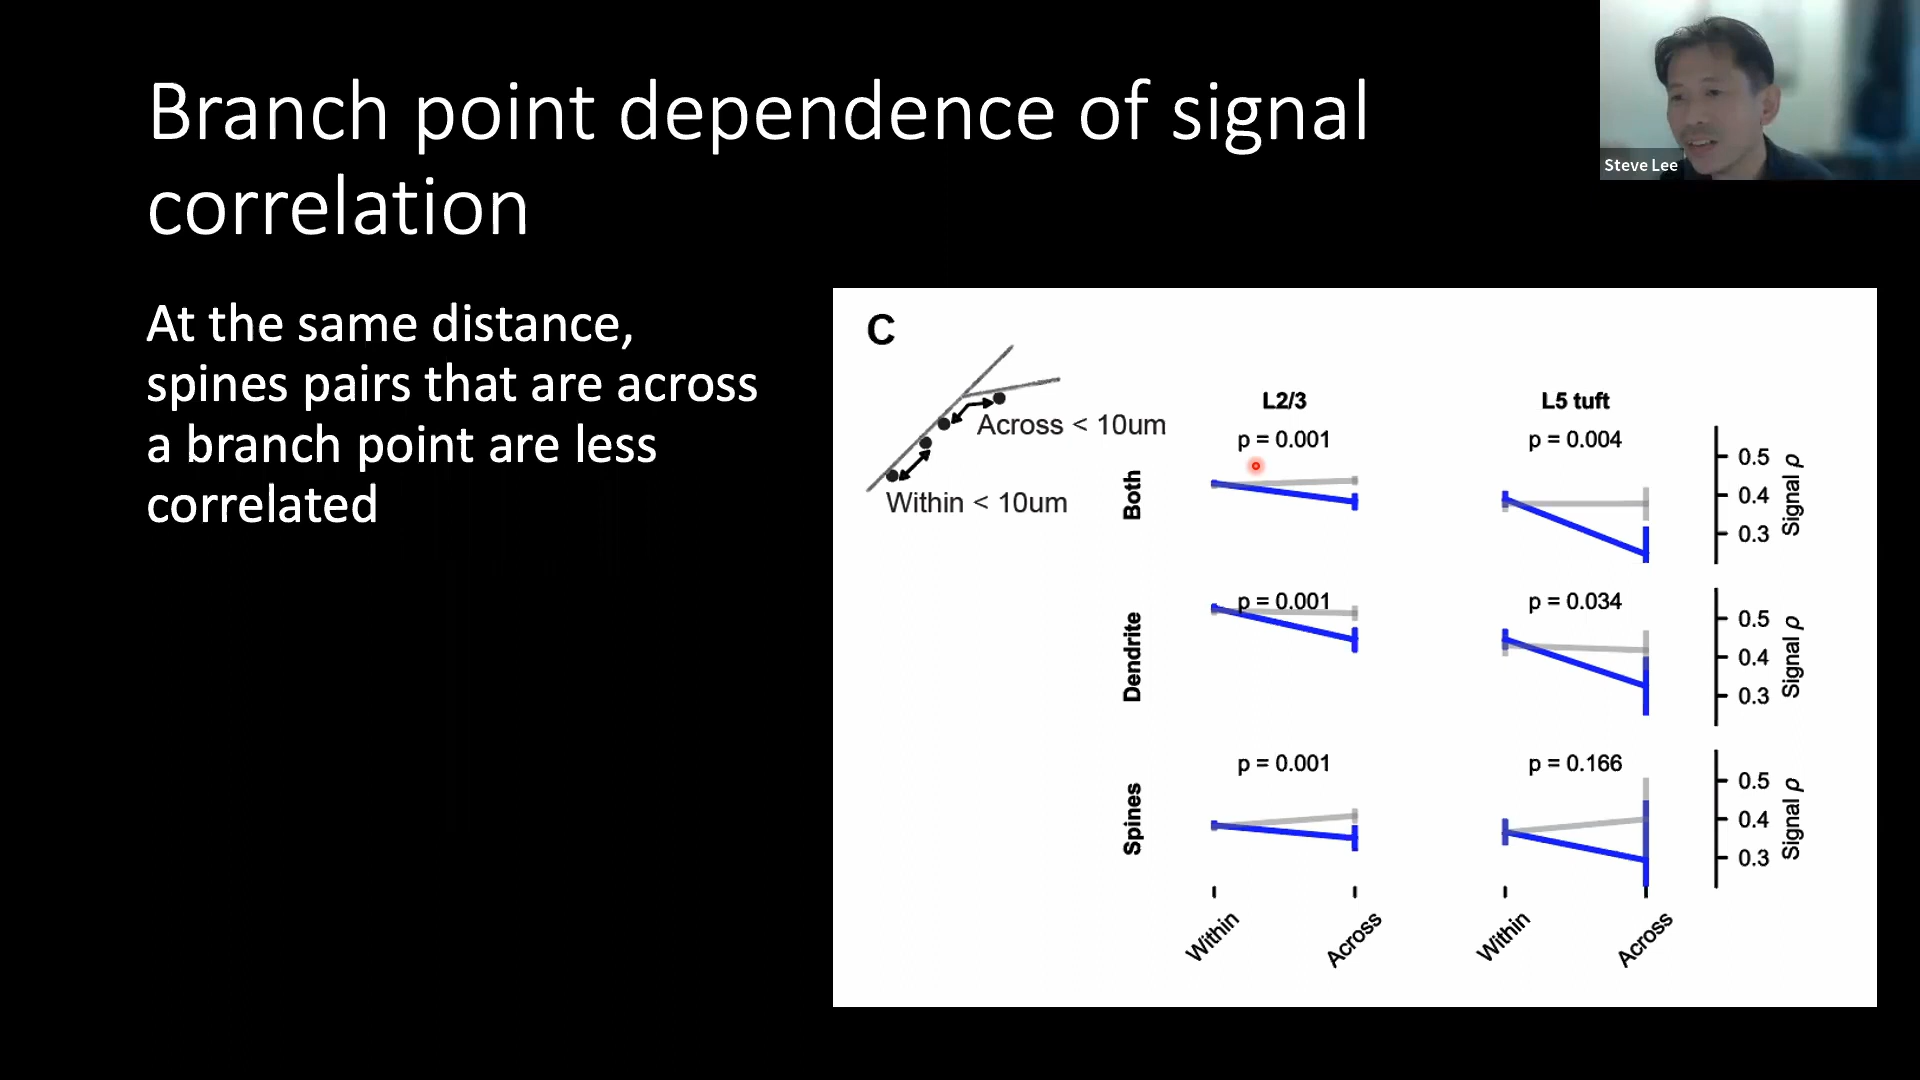 Branch point dependence of signal
correlation
Steve Lee
At the same distance,
spines pairs that are across
a branch point are less
correlated
C
Across < 10um
Within < 10um
L2/3
L5 tuft
p = 0.001
p = 0.004
Both
0.5
0.4
0.3
Signal ρ
p = 0.001
p = 0.034
Dendrite
0.5
0.4
0.3
Signal ρ
p = 0.001
p = 0.166
Spines
0.5
0.4
0.3
Signal ρ
Within
Across
Within
Across